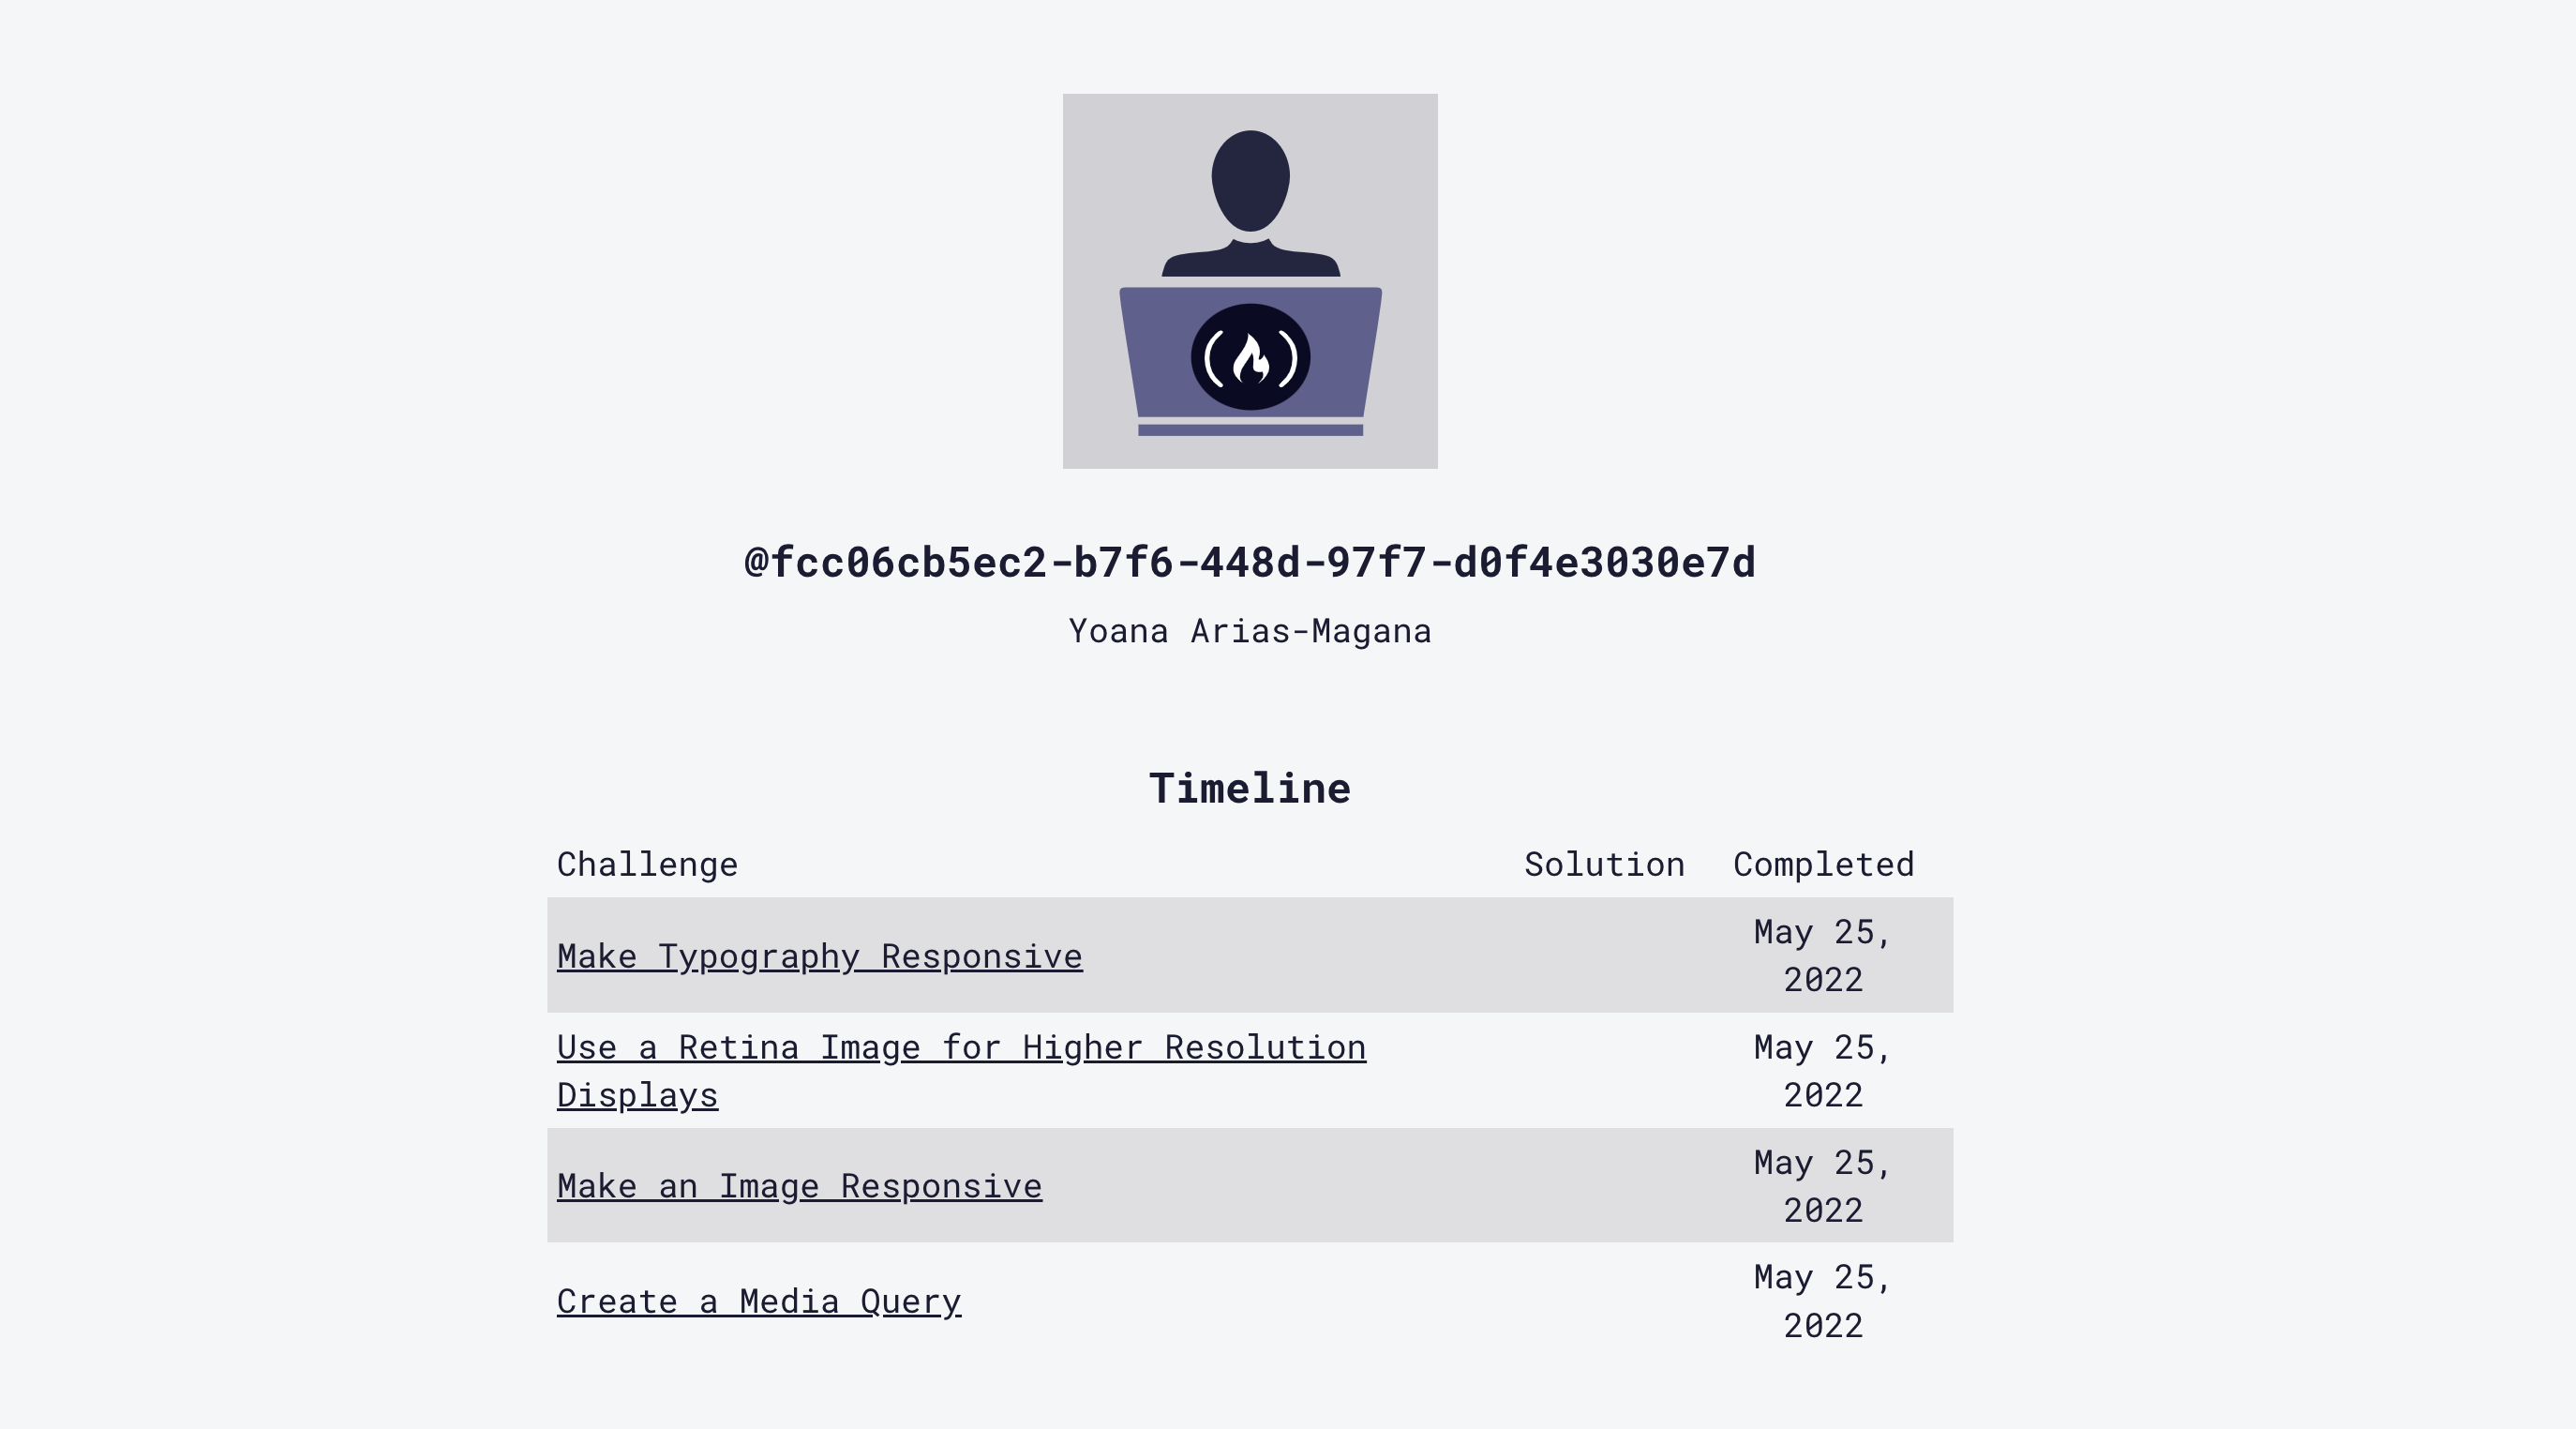 @fcc06cb5ec2-b7f6-448d-97f7-d0f4e3030e7d
Yoana Arias-Magana
Timeline
Challenge Solution Completed
Make Typography Responsive May 25,
2022
Use a Retina Image for Higher Resolution May 25,
Displays 2022
Make an Image Responsive May 25,
2022
Create a Media Query May 25,
2022